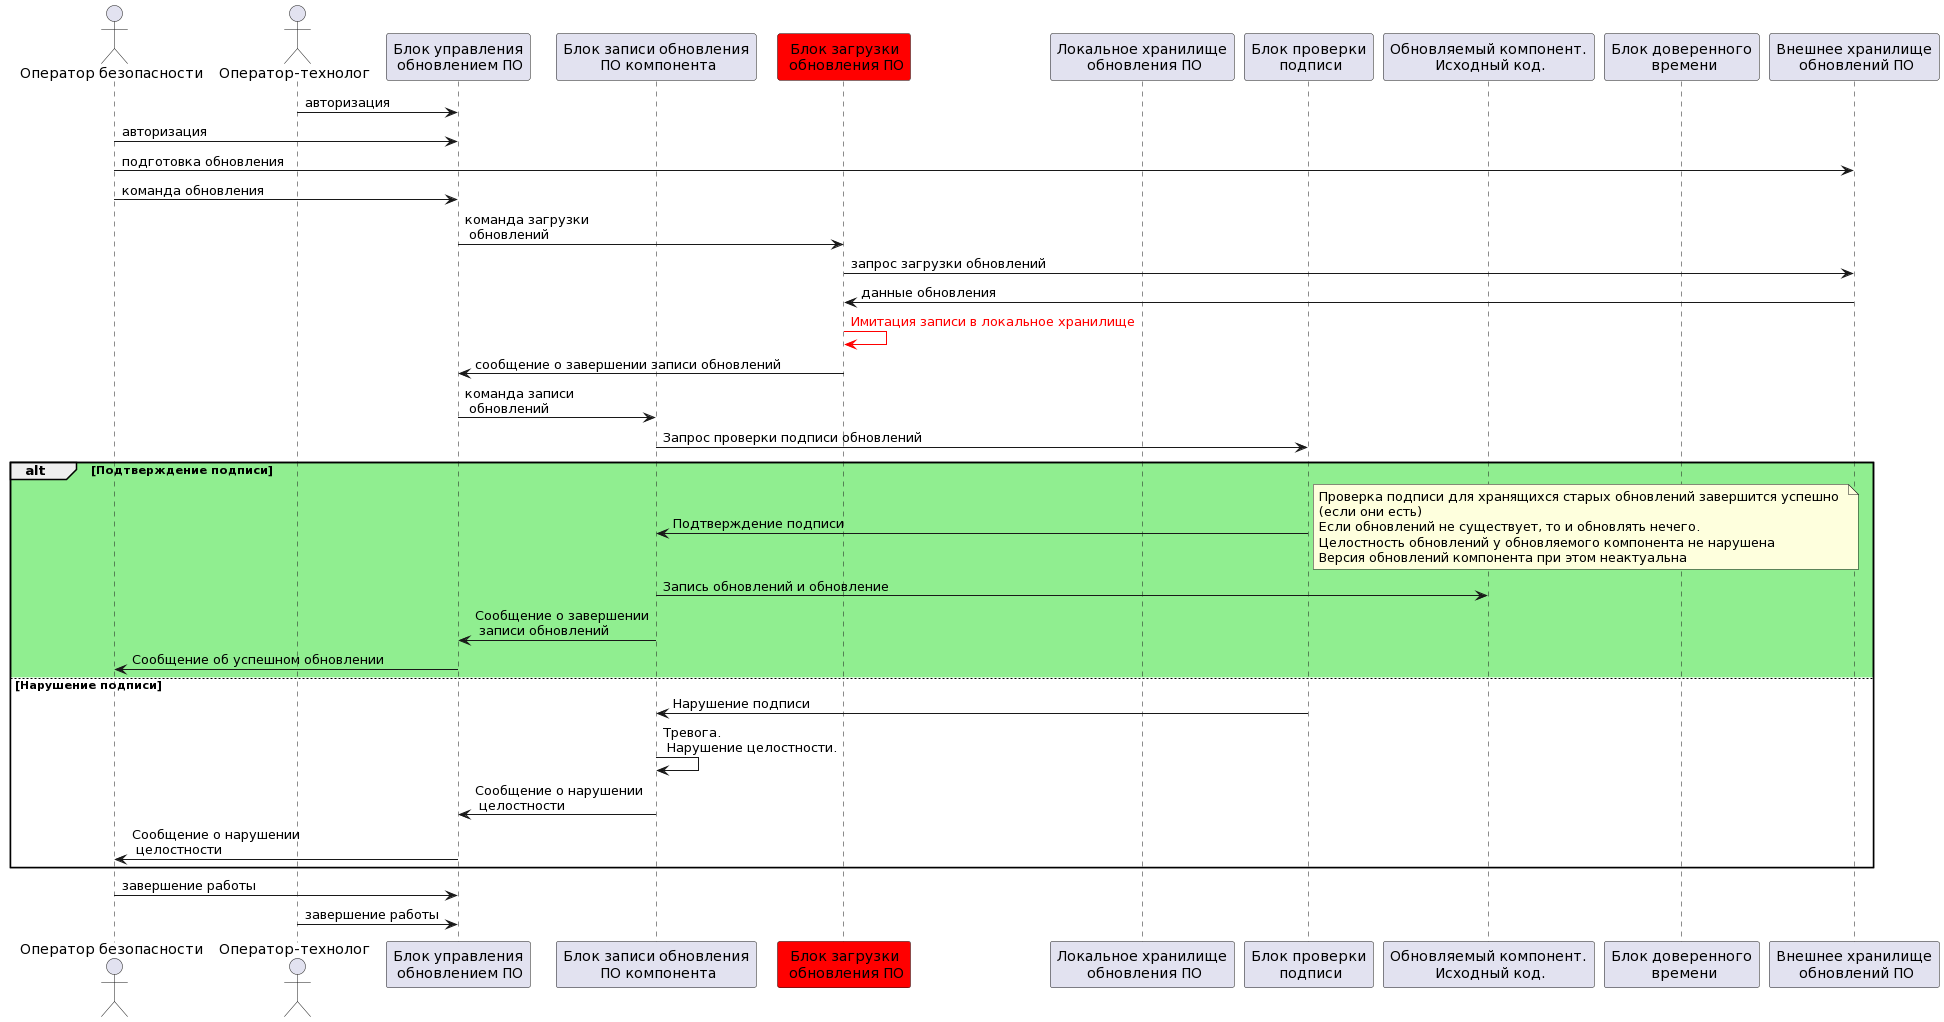 Оператор безопасности
Оператор-технолог
Блок управления
обновлением ПО
Блок записи обновления
ПО компонента
Блок загрузки
обновления ПО
Локальное хранилище
обновления ПО
Блок проверки
подписи
Обновляемый компонент.
Исходный код.
Блок доверенного
времени
Внешнее хранилище
обновлений ПО
авторизация
авторизация
подготовка обновления
команда обновления
команда загрузки
обновлений
запрос загрузки обновлений
данные обновления
Имитация записи в локальное хранилище
сообщение о завершении записи обновлений
команда записи
обновлений
Запрос проверки подписи обновлений
alt [Подтверждение подписи]
Проверка подписи для хранящихся старых обновлений завершится успешно
(если они есть)
Если обновлений не существует, то и обновлять нечего.
Целостность обновлений у обновляемого компонента не нарушена
Версия обновлений компонента при этом неактуальна
Подтверждение подписи
Запись обновлений и обновление
Сообщение о завершении
записи обновлений
Сообщение об успешном обновлении
[Нарушение подписи]
Нарушение подписи
Тревога.
Нарушение целостности.
Сообщение о нарушении
целостности
Сообщение о нарушении
целостности
завершение работы
завершение работы
Оператор безопасности
Оператор-технолог
Блок управления
обновлением ПО
Блок записи обновления
ПО компонента
Блок загрузки
обновления ПО
Локальное хранилище
обновления ПО
Блок проверки
подписи
Обновляемый компонент.
Исходный код.
Блок доверенного
времени
Внешнее хранилище
обновлений ПО